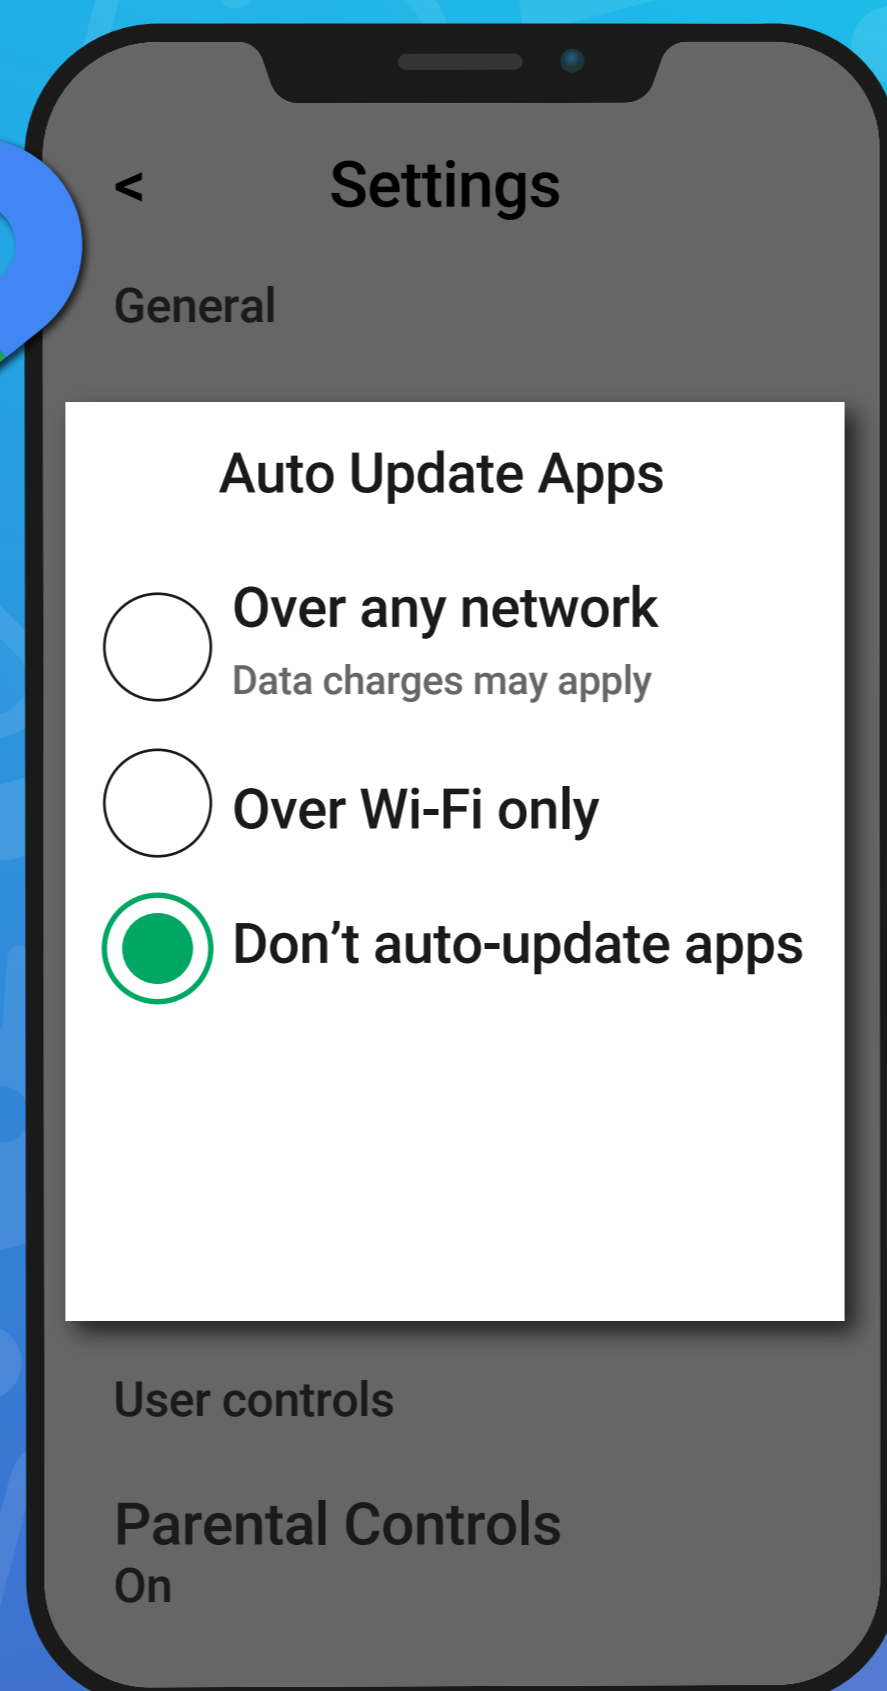 < Settings
General
Auto Update Apps
Over any network
Data charges may apply
Over Wi-Fi only
Don’t auto-update apps
User controls
Parental Controls
On